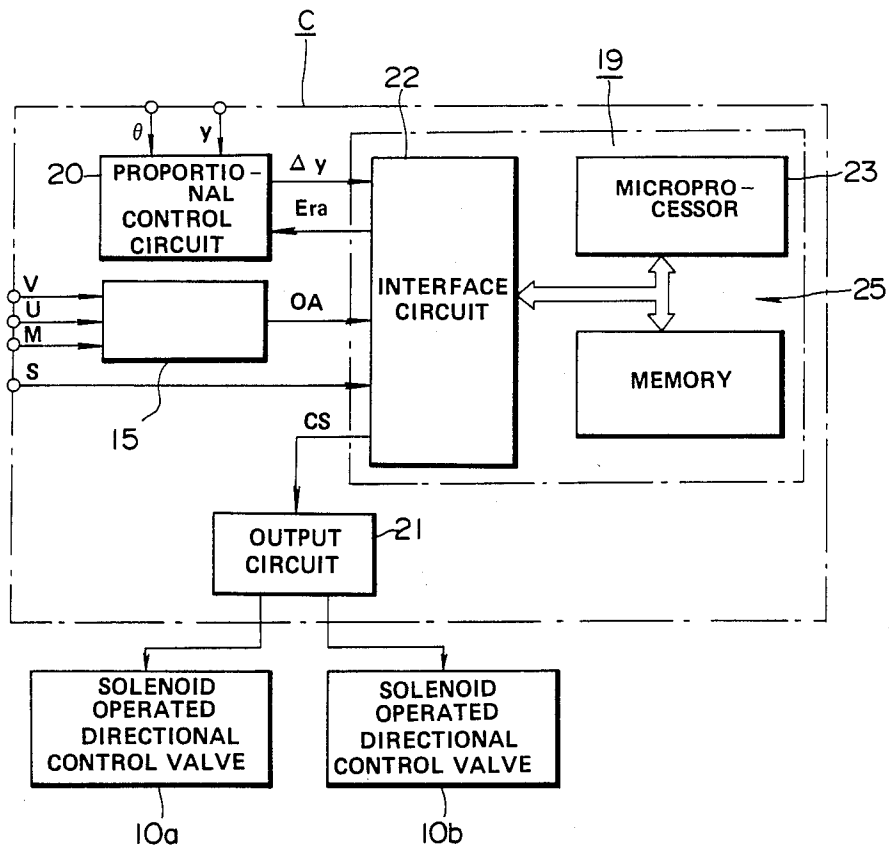 C
22
19
θ
y
20
PROPORTIO-
NAL
CONTROL
CIRCUIT
Δy
Era
MICROPRO-
CESSOR
23
INTERFACE
CIRCUIT
V
U
M
S
OA
15
25
MEMORY
CS
OUTPUT
CIRCUIT
21
SOLENOID
OPERATED
DIRECTIONAL
CONTROL VALVE
SOLENOID
OPERATED
DIRECTIONAL
CONTROL VALVE
10a
10b